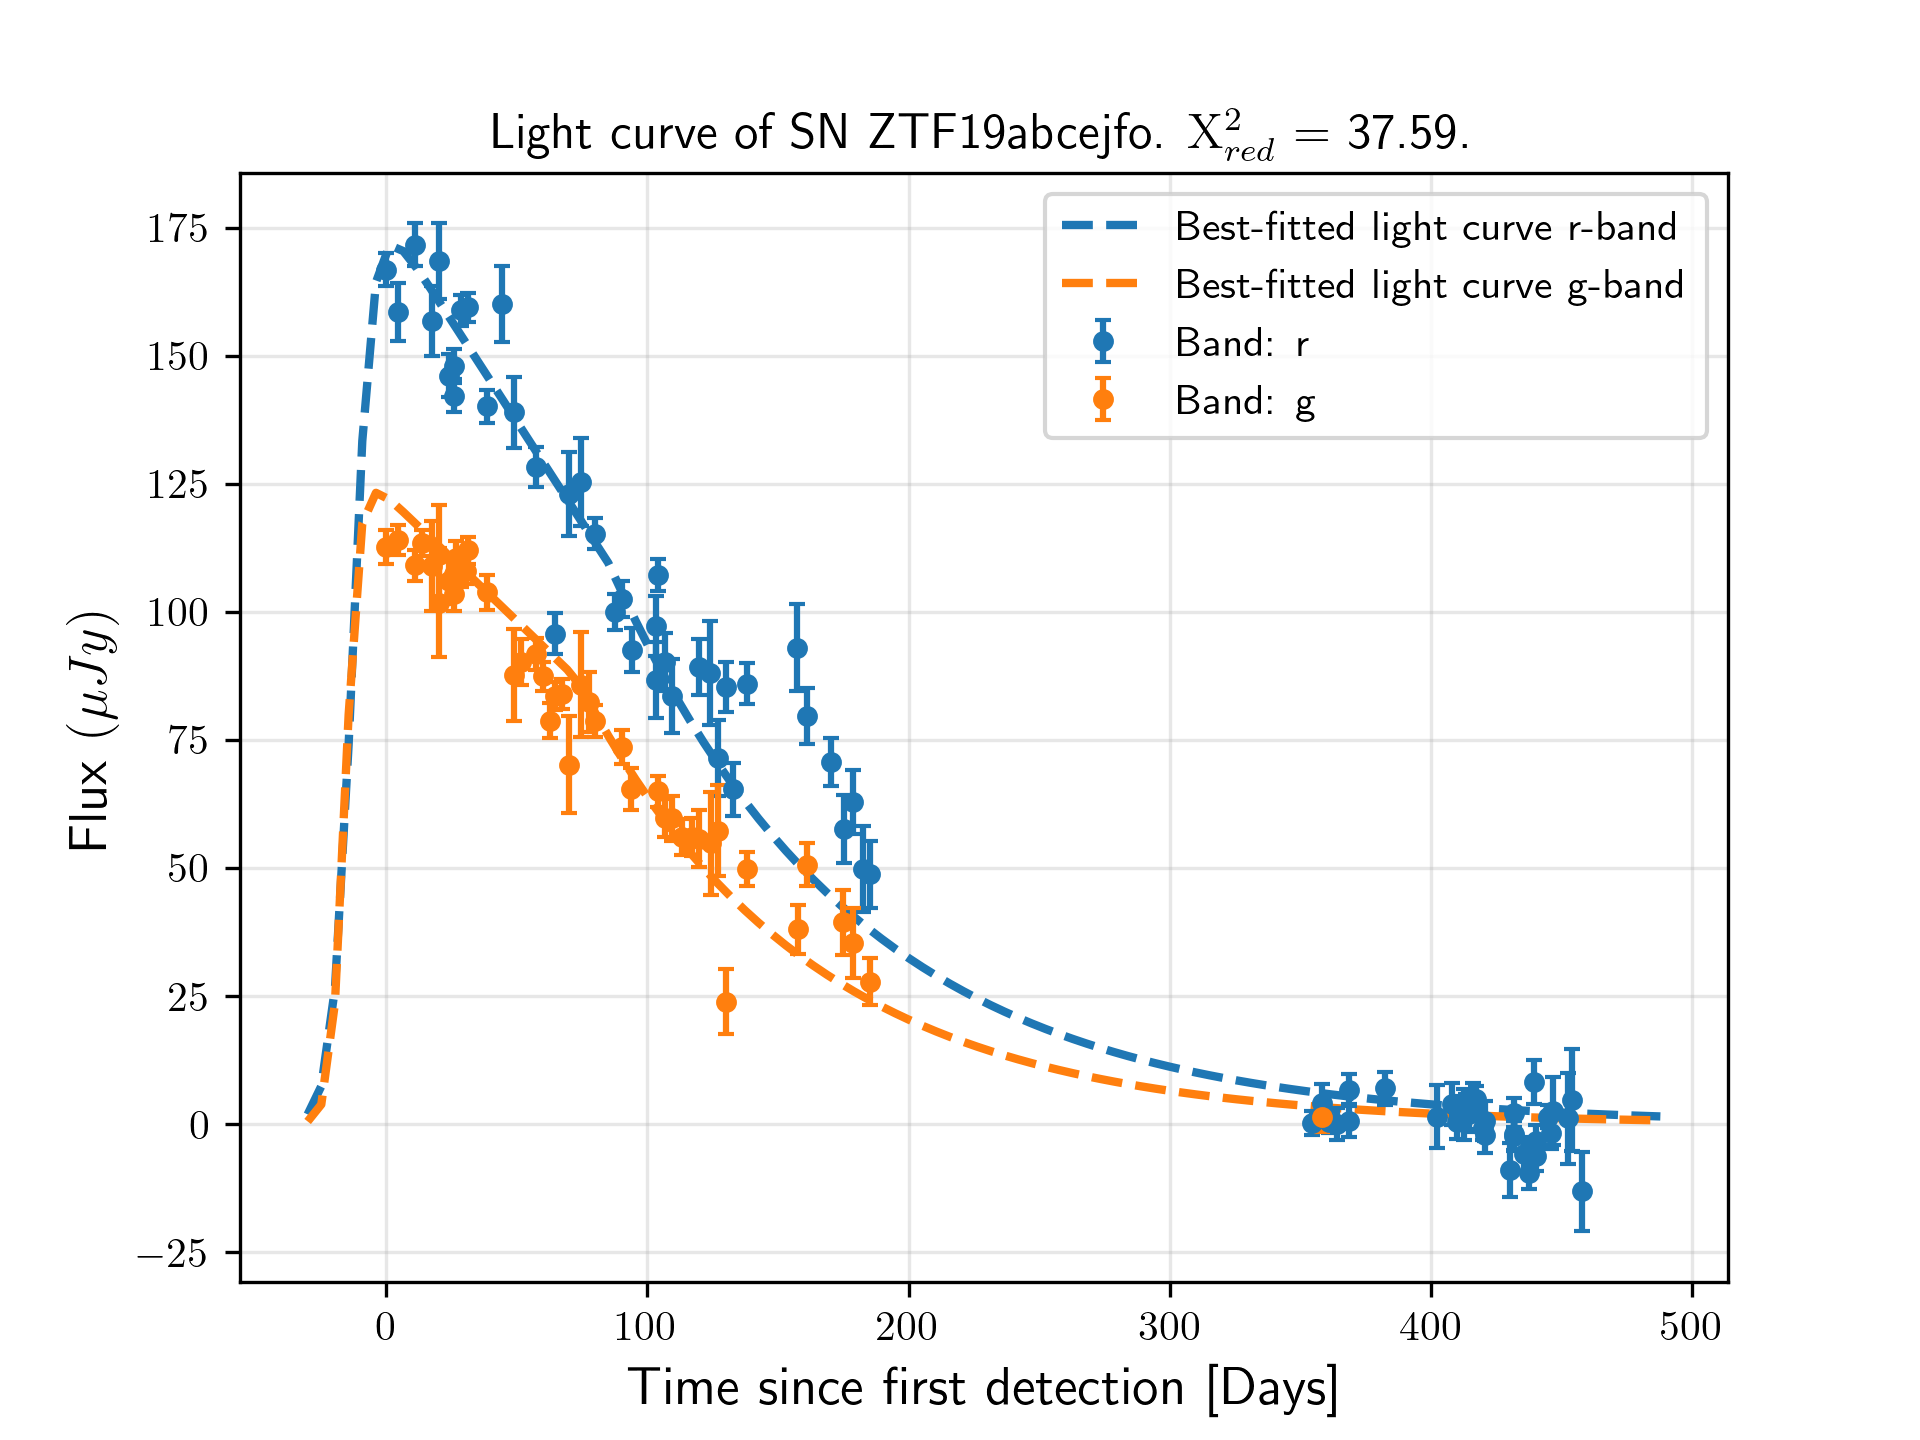 Light curve of SN ZTF19abcejfo. X²_red = 37.59.
Best-fitted light curve r-band
Best-fitted light curve g-band
Band: r
Band: g
Flux (μJy)
175
150
125
100
75
50
25
0
−25
0 100 200 300 400 500
Time since first detection [Days]